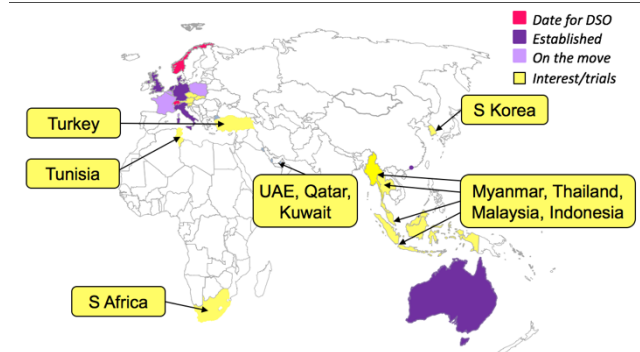 Date for DSO
Established
On the move
Interest/trials
S Korea
Turkey
Tunisia
UAE, Qatar,
Kuwait
Myanmar, Thailand,
Malaysia, Indonesia
S Africa